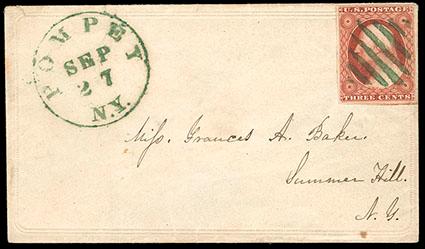 POMPEY
SEP
27
N.Y.
U.S. POSTAGE
THREE CENTS
Miss. Frances A. Baker.
Summer Hill.
N. Y.